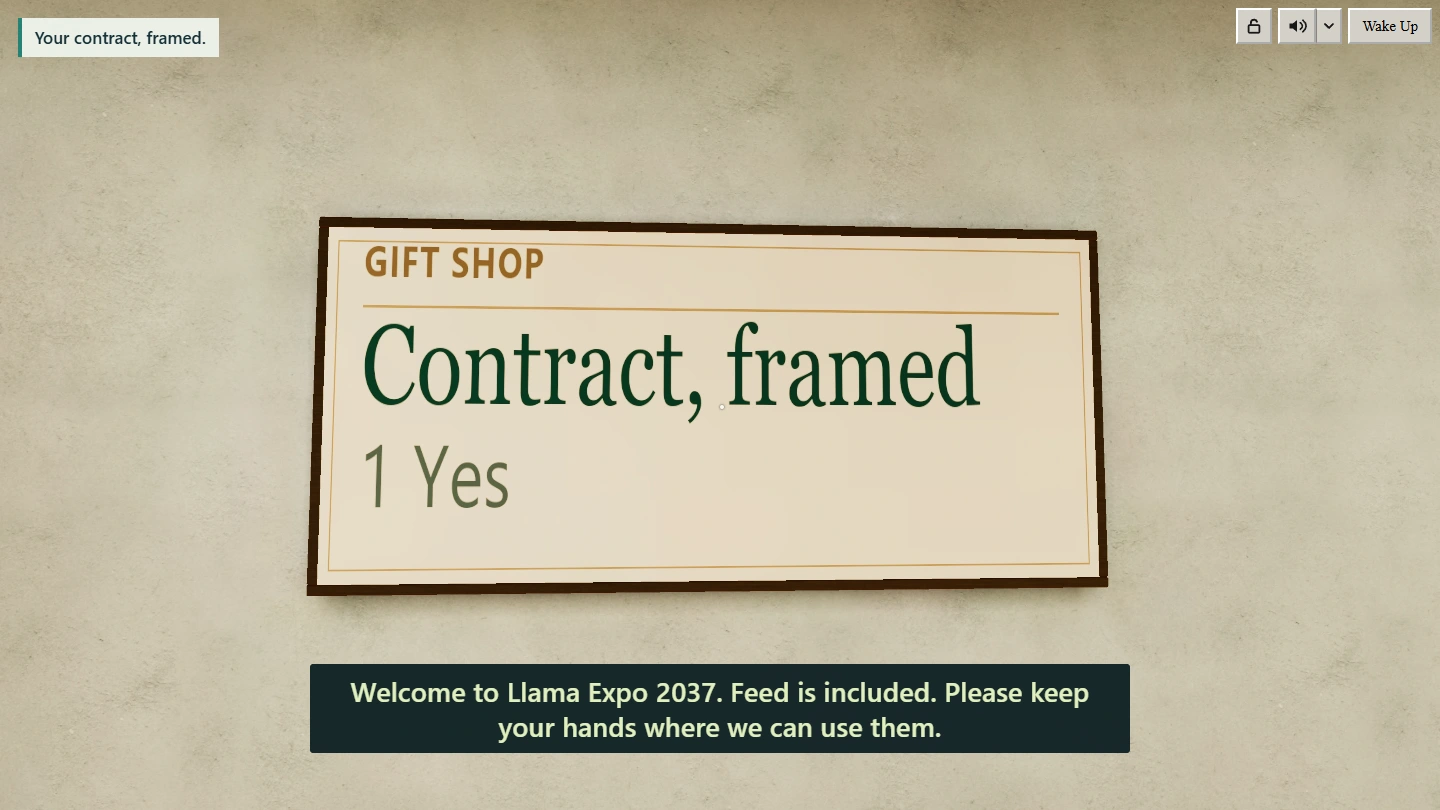 Your contract, framed.
Wake Up
GIFT SHOP
Contract, framed
1 Yes
Welcome to Llama Expo 2037. Feed is included. Please keep
your hands where we can use them.